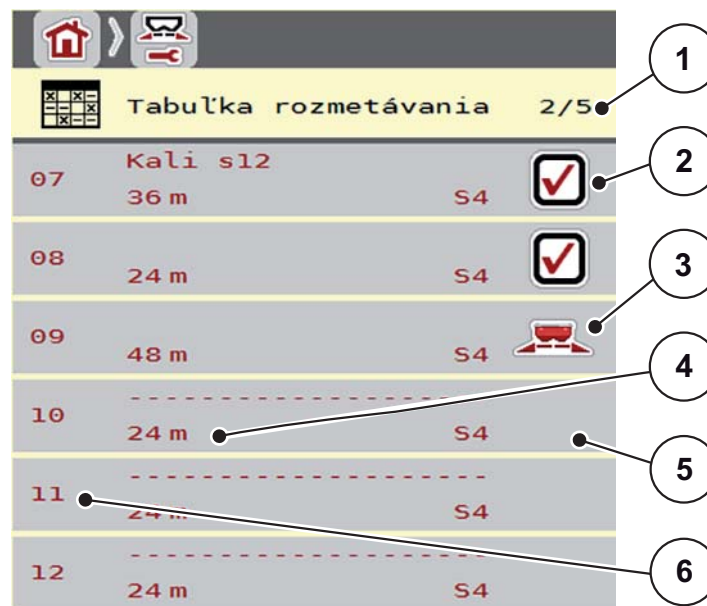 Tabuľka rozmetávania 2/5
07 Kali s12
36 m S4
08
24 m S4
09
48 m S4
10 ---------------------
24 m S4
11 ---------------------
24 m S4
12 ---------------------
24 m S4
1
2
3
4
5
6